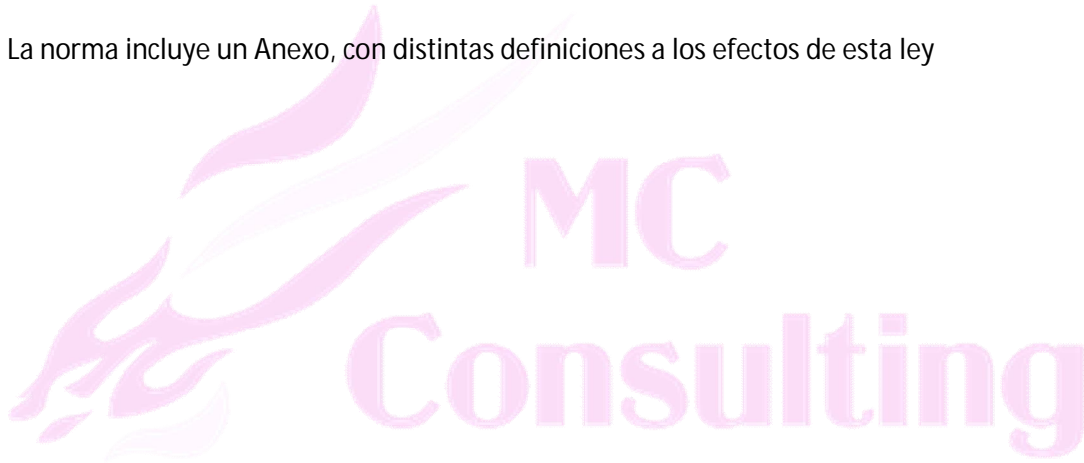 La norma incluye un Anexo, con distintas definiciones a los efectos de esta ley
MC
Consulting